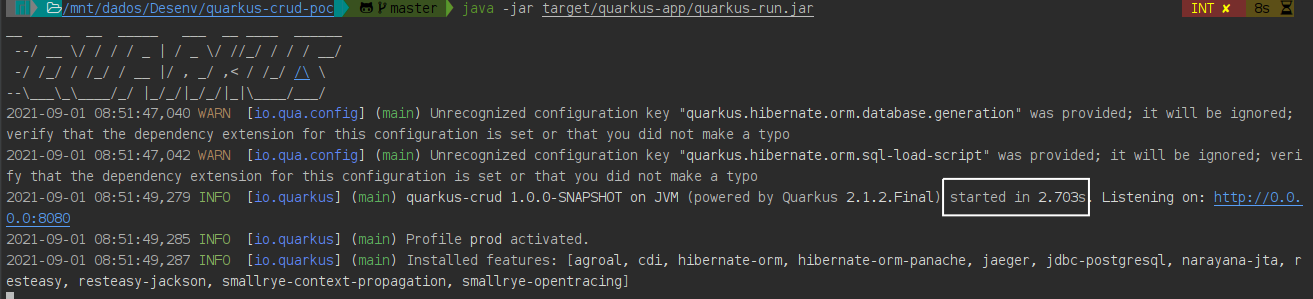 /mnt/dados/Desenv/quarkus-crud-poc master java -jar target/quarkus-app/quarkus-run.jar INT ✘ 8s
__  ____  __  _____   ___  __ ____  ______
 --/ __ \/ / / / _ | / _ \/ //_/ / / / __/
 -/ /_/ / /_/ / __ |/ , _/ ,< / /_/ /\ \
--\___\_\____/_/ |_/_/|_/_/|_|\____/___/
2021-09-01 08:51:47,040 WARN  [io.qua.config] (main) Unrecognized configuration key "quarkus.hibernate.orm.database.generation" was provided; it will be ignored;
verify that the dependency extension for this configuration is set or that you did not make a typo
2021-09-01 08:51:47,042 WARN  [io.qua.config] (main) Unrecognized configuration key "quarkus.hibernate.orm.sql-load-script" was provided; it will be ignored; veri
fy that the dependency extension for this configuration is set or that you did not make a typo
2021-09-01 08:51:49,279 INFO  [io.quarkus] (main) quarkus-crud 1.0.0-SNAPSHOT on JVM (powered by Quarkus 2.1.2.Final) started in 2.703s. Listening on: http://0.0.
0.0:8080
2021-09-01 08:51:49,285 INFO  [io.quarkus] (main) Profile prod activated.
2021-09-01 08:51:49,287 INFO  [io.quarkus] (main) Installed features: [agroal, cdi, hibernate-orm, hibernate-orm-panache, jaeger, jdbc-postgresql, narayana-jta, r
esteasy, resteasy-jackson, smallrye-context-propagation, smallrye-opentracing]